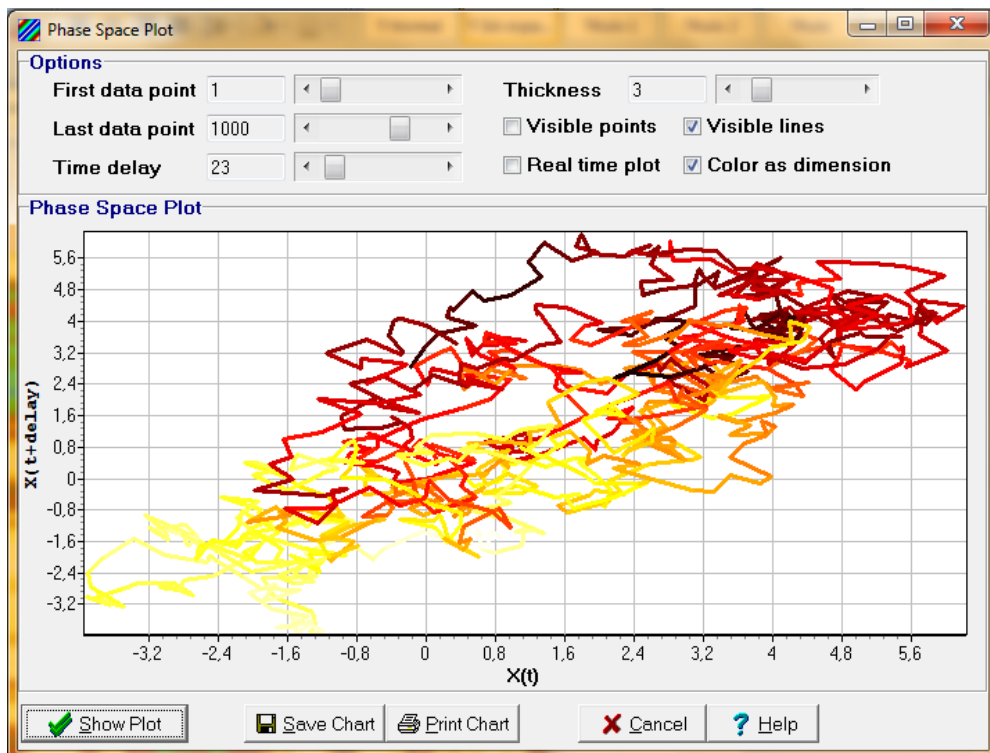 Phase Space Plot
Options
First data point 1
Thickness 3
Last data point 1000
Visible points Visible lines
Time delay 23
Real time plot Color as dimension
Phase Space Plot
X(t+delay)
5,6
4,8
4
3,2
2,4
1,6
0,8
0
-0,8
-1,6
-2,4
-3,2
-3,2 -2,4 -1,6 -0,8 0 0,8 1,6 2,4 3,2 4 4,8 5,6
X(t)
Show Plot Save Chart Print Chart Cancel ? Help